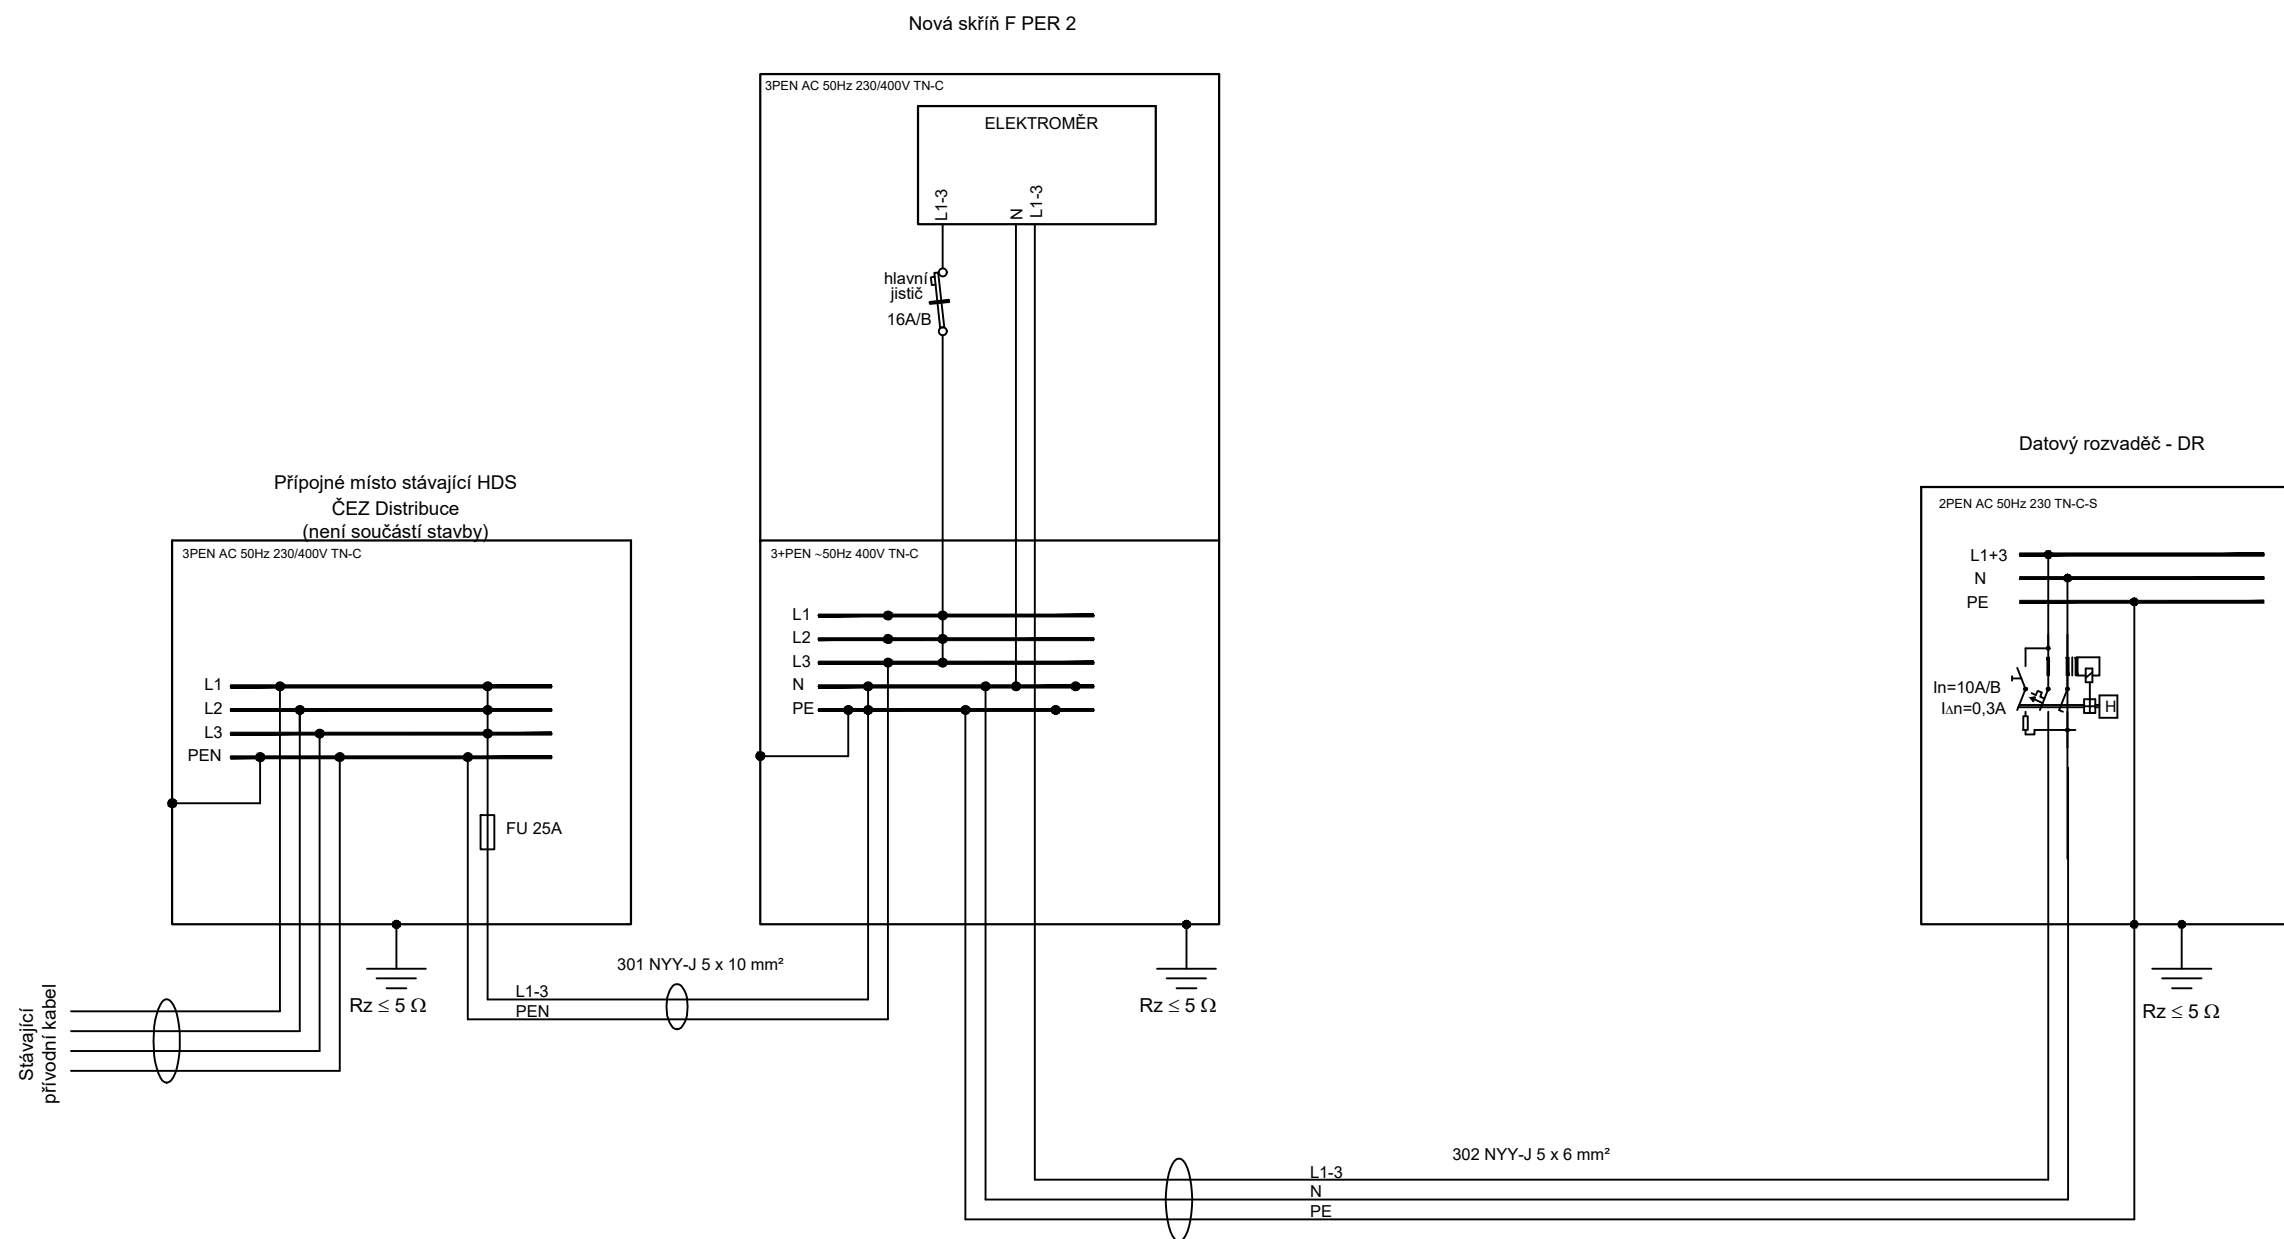 Nová skříň F PER 2
3PEN AC 50Hz 230/400V TN-C
ELEKTROMĚR
L1-3
N
L1-3
hlavní
jistič
16A/B
Přípojné místo stávající HDS
ČEZ Distribuce
(není součástí stavby)
3PEN AC 50Hz 230/400V TN-C
L1
L2
L3
PEN
FU 25A
Rz ≤ 5 Ω
Stávající
přívodní kabel
3+PEN ~50Hz 400V TN-C
L1
L2
L3
N
PE
Rz ≤ 5 Ω
301 NYY-J 5 x 10 mm²
L1-3
PEN
Datový rozvaděč - DR
2PEN AC 50Hz 230 TN-C-S
L1+3
N
PE
In=10A/B
I∆n=0,3A
H
Rz ≤ 5 Ω
302 NYY-J 5 x 6 mm²
L1-3
N
PE